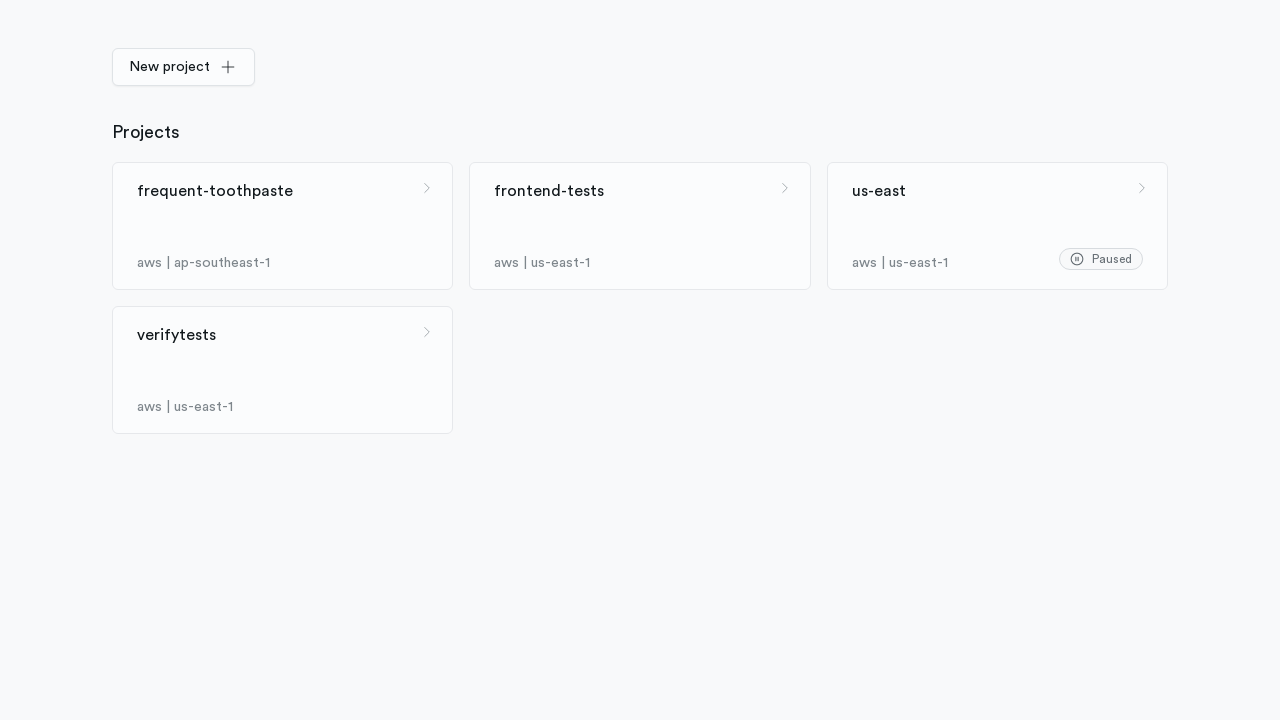 New project
Projects
frequent-toothpaste
aws | ap-southeast-1
frontend-tests
aws | us-east-1
us-east
aws | us-east-1
Paused
verifytests
aws | us-east-1